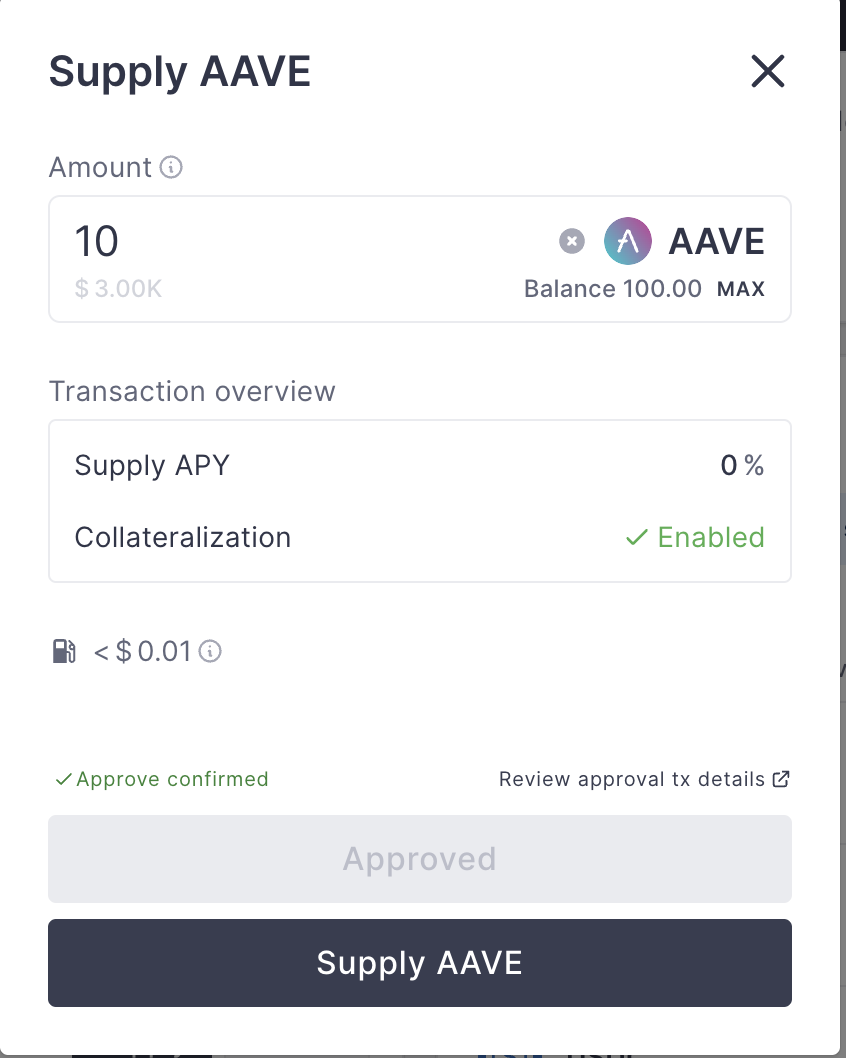 Supply AAVE
Amount
10 AAVE
$ 3.00K Balance 100.00 MAX
Transaction overview
Supply APY 0 %
Collateralization Enabled
< $ 0.01
Approve confirmed Review approval tx details
Approved
Supply AAVE